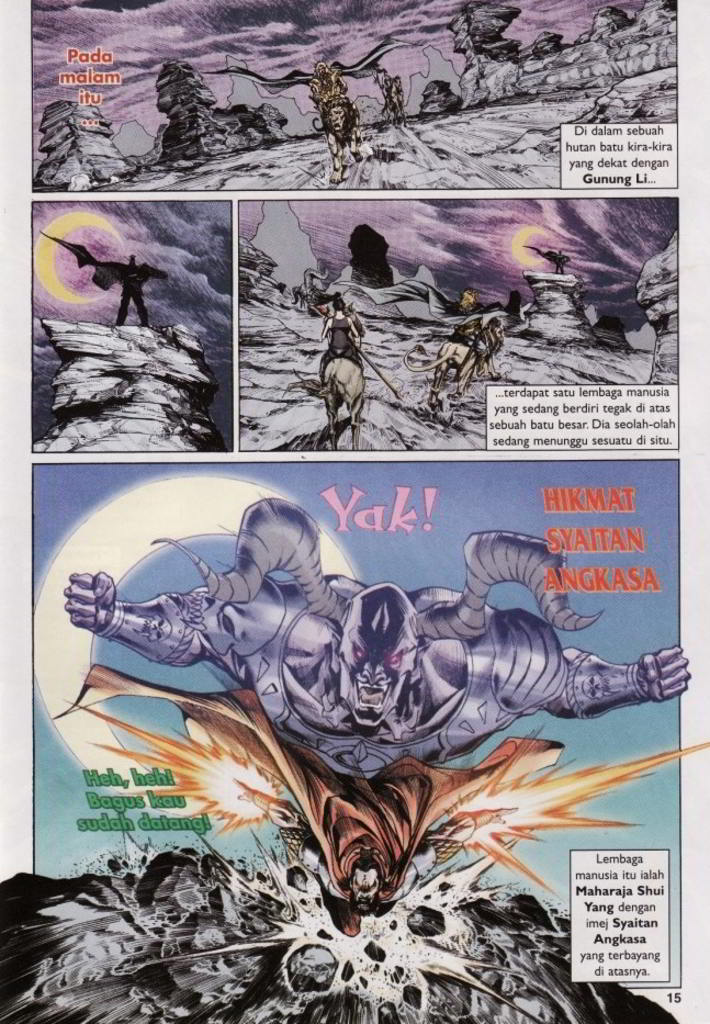 Pada
malam
itu
...
Di dalam sebuah
hutan batu kira-kira
yang dekat dengan
Gunung Li...
...terdapat satu lembaga manusia
yang sedang berdiri tegak di atas
sebuah batu besar. Dia seolah-olah
sedang menunggu sesuatu di situ.
Yak!
HIKMAT
SYAITAN
ANGKASA
Heh, heh!
Bagus kau
sudah datang!
Lembaga
manusia itu ialah
Maharaja Shui
Yang dengan
imej Syaitan
Angkasa
yang terbayang
di atasnya.
15